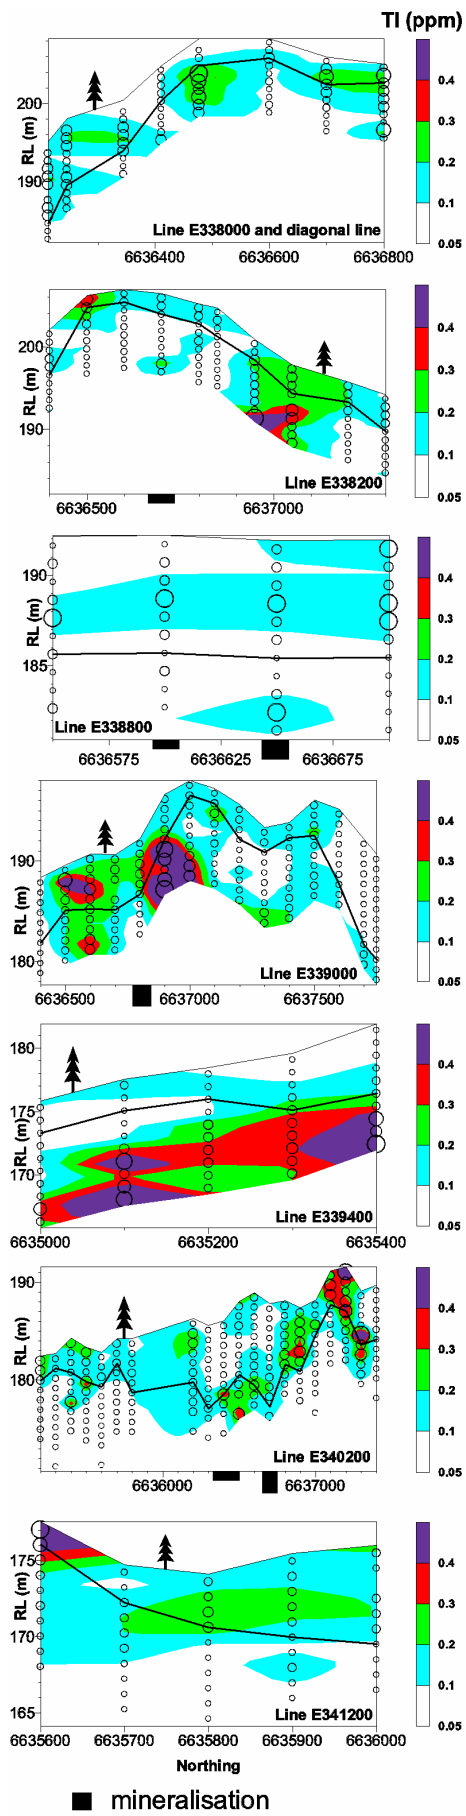 Tl (ppm)
0.4
0.3
0.2
0.1
0.05
RL (m)
200
190
Line E338000 and diagonal line
6636400 6636600 6636800
0.4
0.3
0.2
0.1
0.05
RL (m)
200
190
Line E338200
6636500 6637000
0.4
0.3
0.2
0.1
0.05
RL (m)
190
185
Line E338800
6636575 6636625 6636675
0.4
0.3
0.2
0.1
0.05
RL (m)
190
180
Line E339000
6636500 6637000 6637500
0.4
0.3
0.2
0.1
0.05
RL (m)
180
175
170
Line E339400
6635000 6635200 6635400
0.4
0.3
0.2
0.1
0.05
RL (m)
190
180
Line E340200
6636000 6637000
0.4
0.3
0.2
0.1
0.05
RL (m)
175
170
165
Line E341200
6635600 6635700 6635800 6635900 6636000
Northing
mineralisation